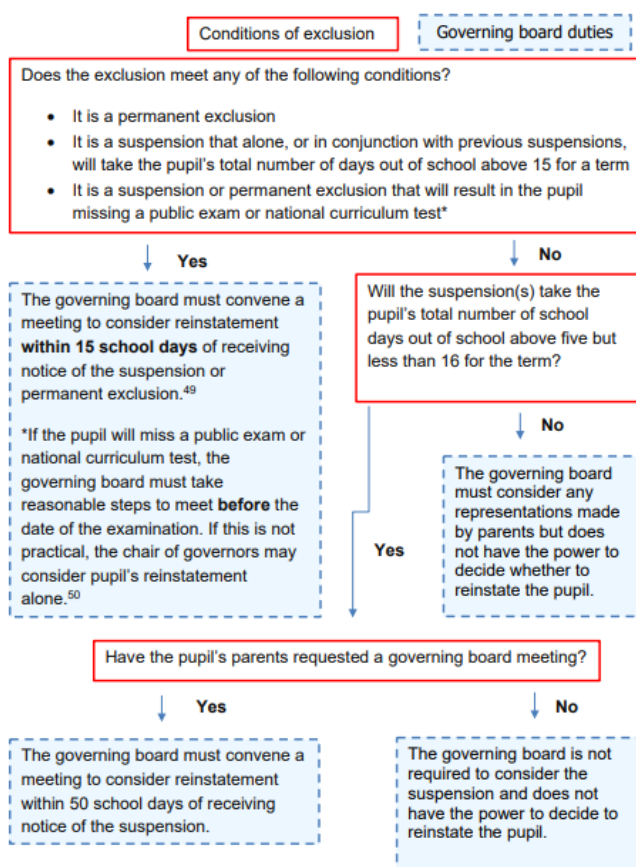 Conditions of exclusion
Governing board duties
Does the exclusion meet any of the following conditions?
• It is a permanent exclusion
• It is a suspension that alone, or in conjunction with previous suspensions,
will take the pupil’s total number of days out of school above 15 for a term
• It is a suspension or permanent exclusion that will result in the pupil
missing a public exam or national curriculum test*
Yes
No
The governing board must convene a
meeting to consider reinstatement
within 15 school days of receiving
notice of the suspension or
permanent exclusion.49
*If the pupil will miss a public exam or
national curriculum test, the
governing board must take
reasonable steps to meet before the
date of the examination. If this is not
practical, the chair of governors may
consider pupil’s reinstatement
alone.50
Will the suspension(s) take the
pupil’s total number of school
days out of school above five but
less than 16 for the term?
No
Yes
The governing board
must consider any
representations made
by parents but does
not have the power to
decide whether to
reinstate the pupil.
Have the pupil’s parents requested a governing board meeting?
Yes
No
The governing board must convene a
meeting to consider reinstatement
within 50 school days of receiving
notice of the suspension.
The governing board is not
required to consider the
suspension and does not
have the power to decide to
reinstate the pupil.